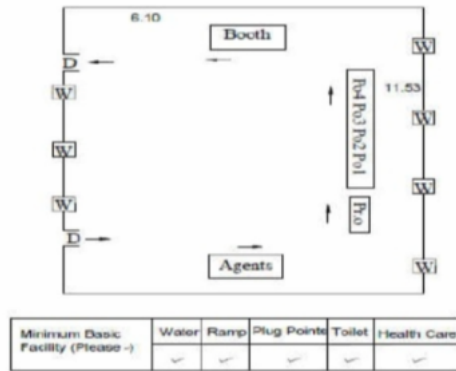 6.10
Booth
D
W
W
11.53
Po4 Po3 Po2 Po1
W
W
W
W
W
Pr.o
D
Agents
W
Minimum Basic Facility (Please -) Water Ramp Plug Points Toilet Health Care